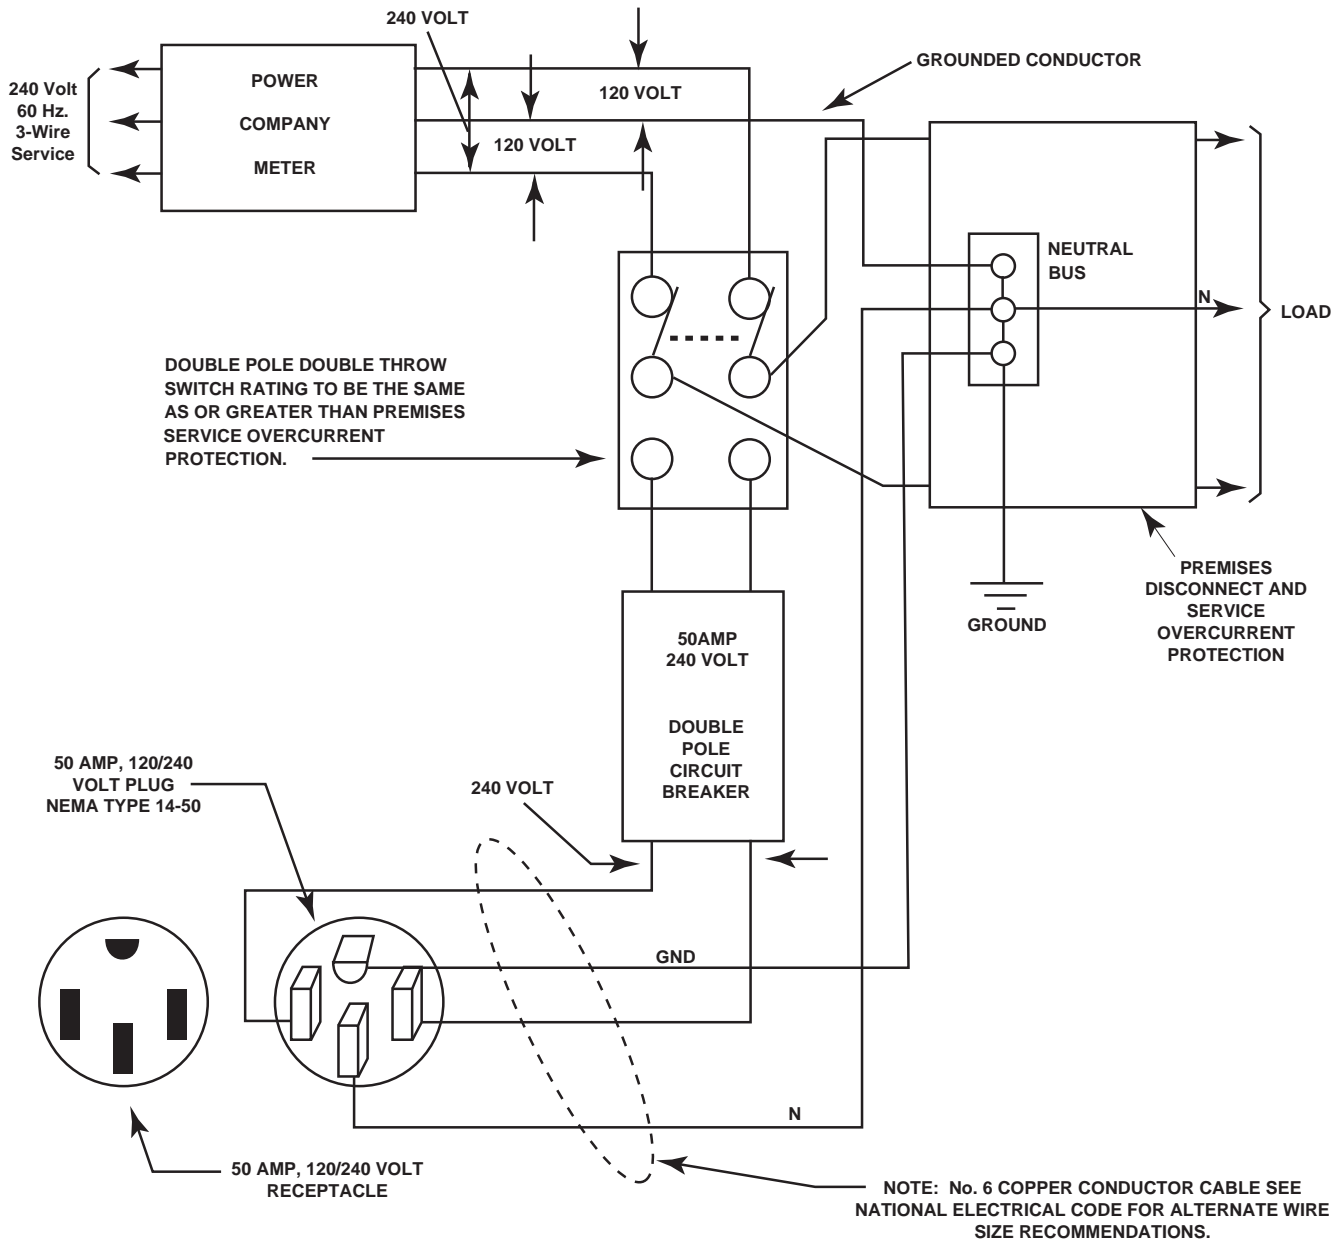 240 VOLT
GROUNDED CONDUCTOR
240 Volt
60 Hz.
3-Wire
Service
POWER
COMPANY
METER
120 VOLT
120 VOLT
NEUTRAL
BUS
N
LOAD
DOUBLE POLE DOUBLE THROW
SWITCH RATING TO BE THE SAME
AS OR GREATER THAN PREMISES
SERVICE OVERCURRENT
PROTECTION.
GROUND
PREMISES
DISCONNECT AND
SERVICE
OVERCURRENT
PROTECTION
50AMP
240 VOLT
DOUBLE
POLE
CIRCUIT
BREAKER
50 AMP, 120/240
VOLT PLUG
NEMA TYPE 14-50
240 VOLT
GND
N
50 AMP, 120/240 VOLT
RECEPTACLE
NOTE: No. 6 COPPER CONDUCTOR CABLE SEE
NATIONAL ELECTRICAL CODE FOR ALTERNATE WIRE
SIZE RECOMMENDATIONS.